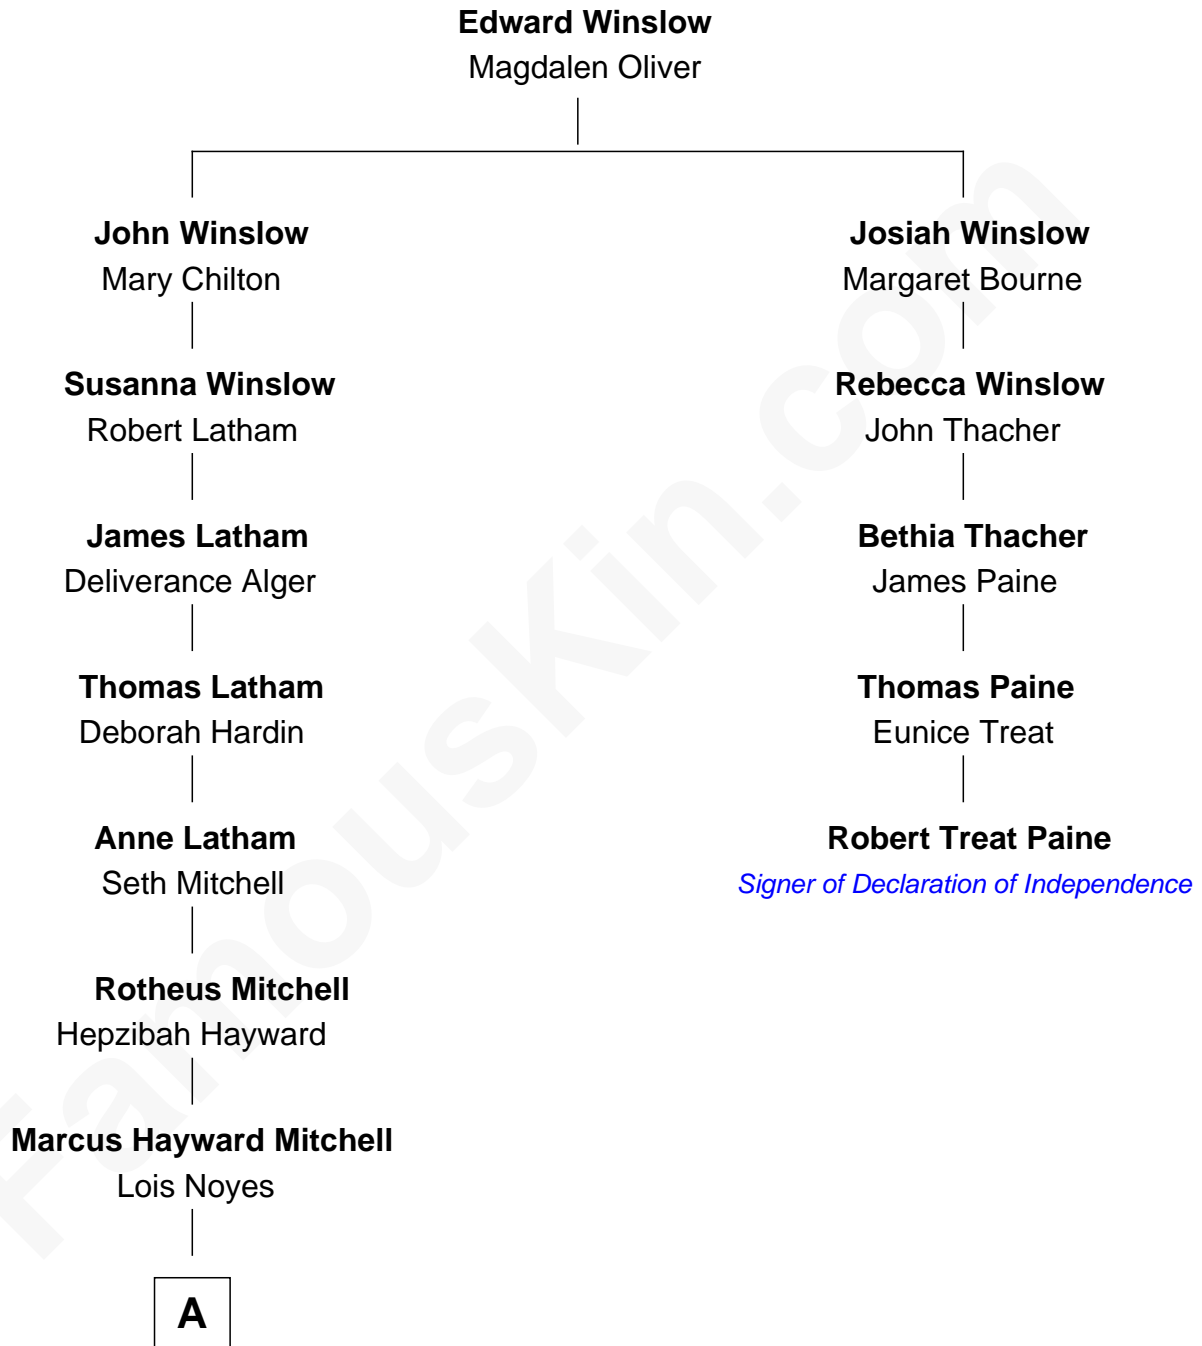 Edward Winslow
Magdalen Oliver
John Winslow
Mary Chilton
Josiah Winslow
Margaret Bourne
Susanna Winslow
Robert Latham
Rebecca Winslow
John Thacher
James Latham
Deliverance Alger
Bethia Thacher
James Paine
Thomas Latham
Deborah Hardin
Thomas Paine
Eunice Treat
Anne Latham
Seth Mitchell
Robert Treat Paine
Signer of Declaration of Independence
Rotheus Mitchell
Hepzibah Hayward
Marcus Hayward Mitchell
Lois Noyes
A
FamousKin.com